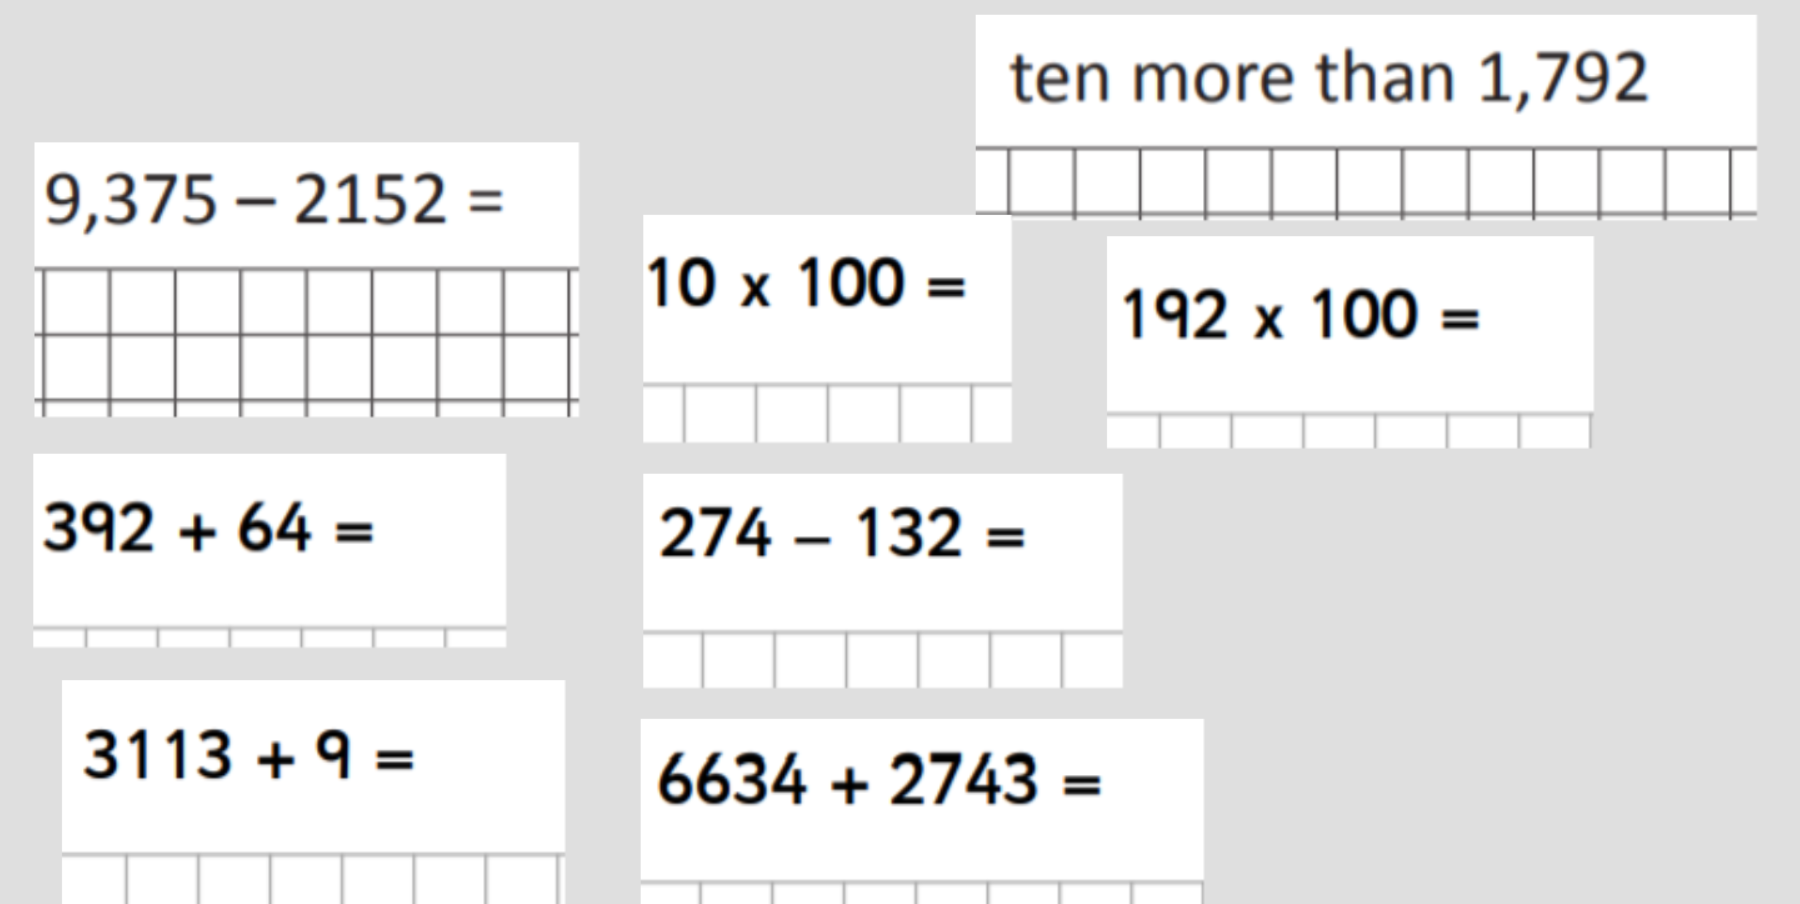 ten more than 1,792
9,375 – 2152 =
10 x 100 =
192 x 100 =
392 + 64 =
274 – 132 =
3113 + 9 =
6634 + 2743 =